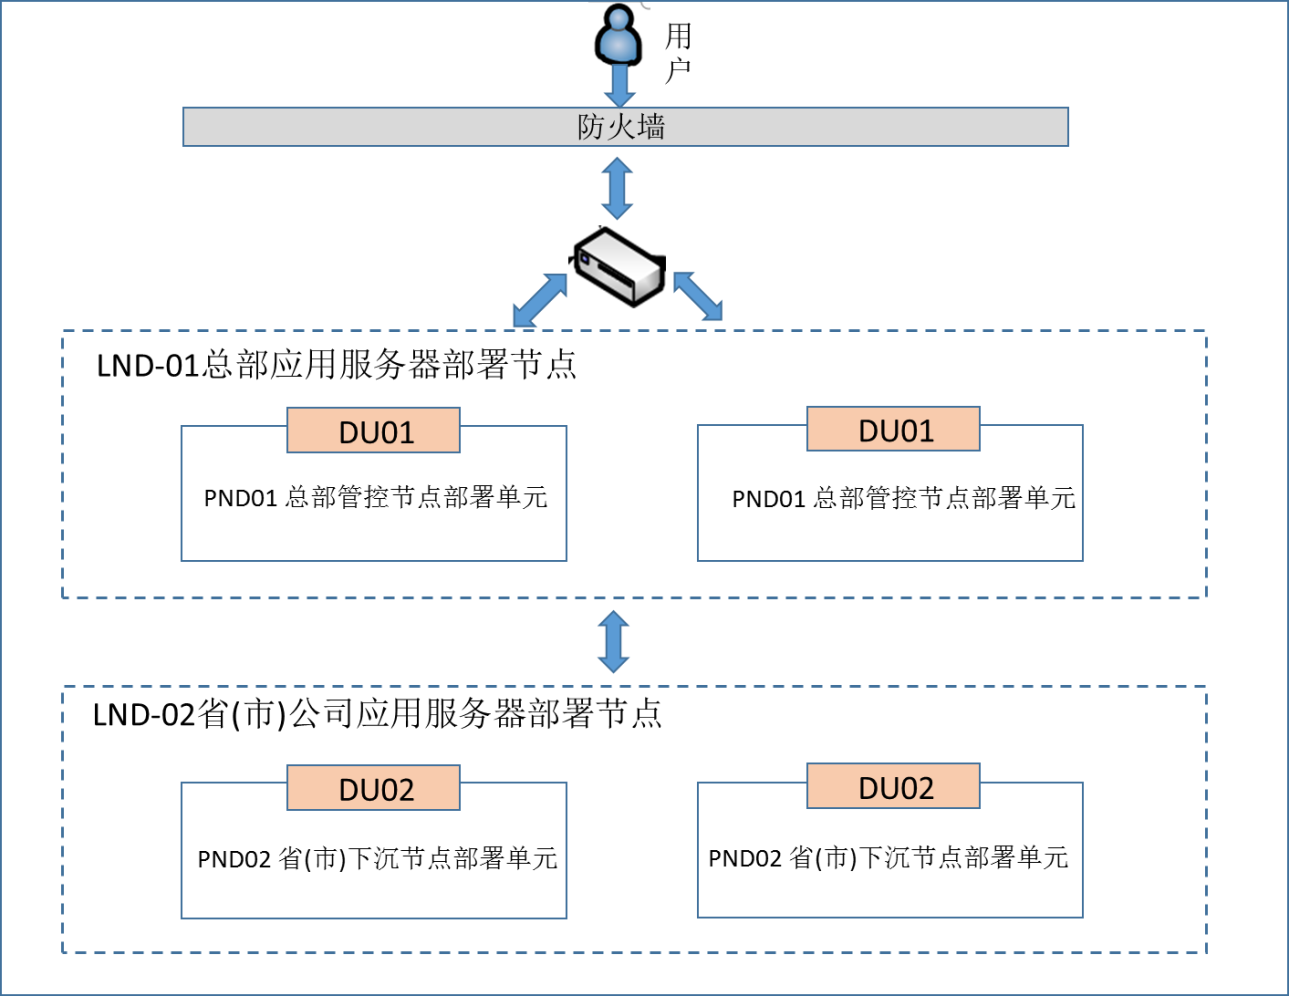 用
户
防火墙
LND-01总部应用服务器部署节点
DU01
DU01
PND01 总部管控节点部署单元
PND01 总部管控节点部署单元
LND-02省(市)公司应用服务器部署节点
DU02
DU02
PND02 省(市)下沉节点部署单元
PND02 省(市)下沉节点部署单元